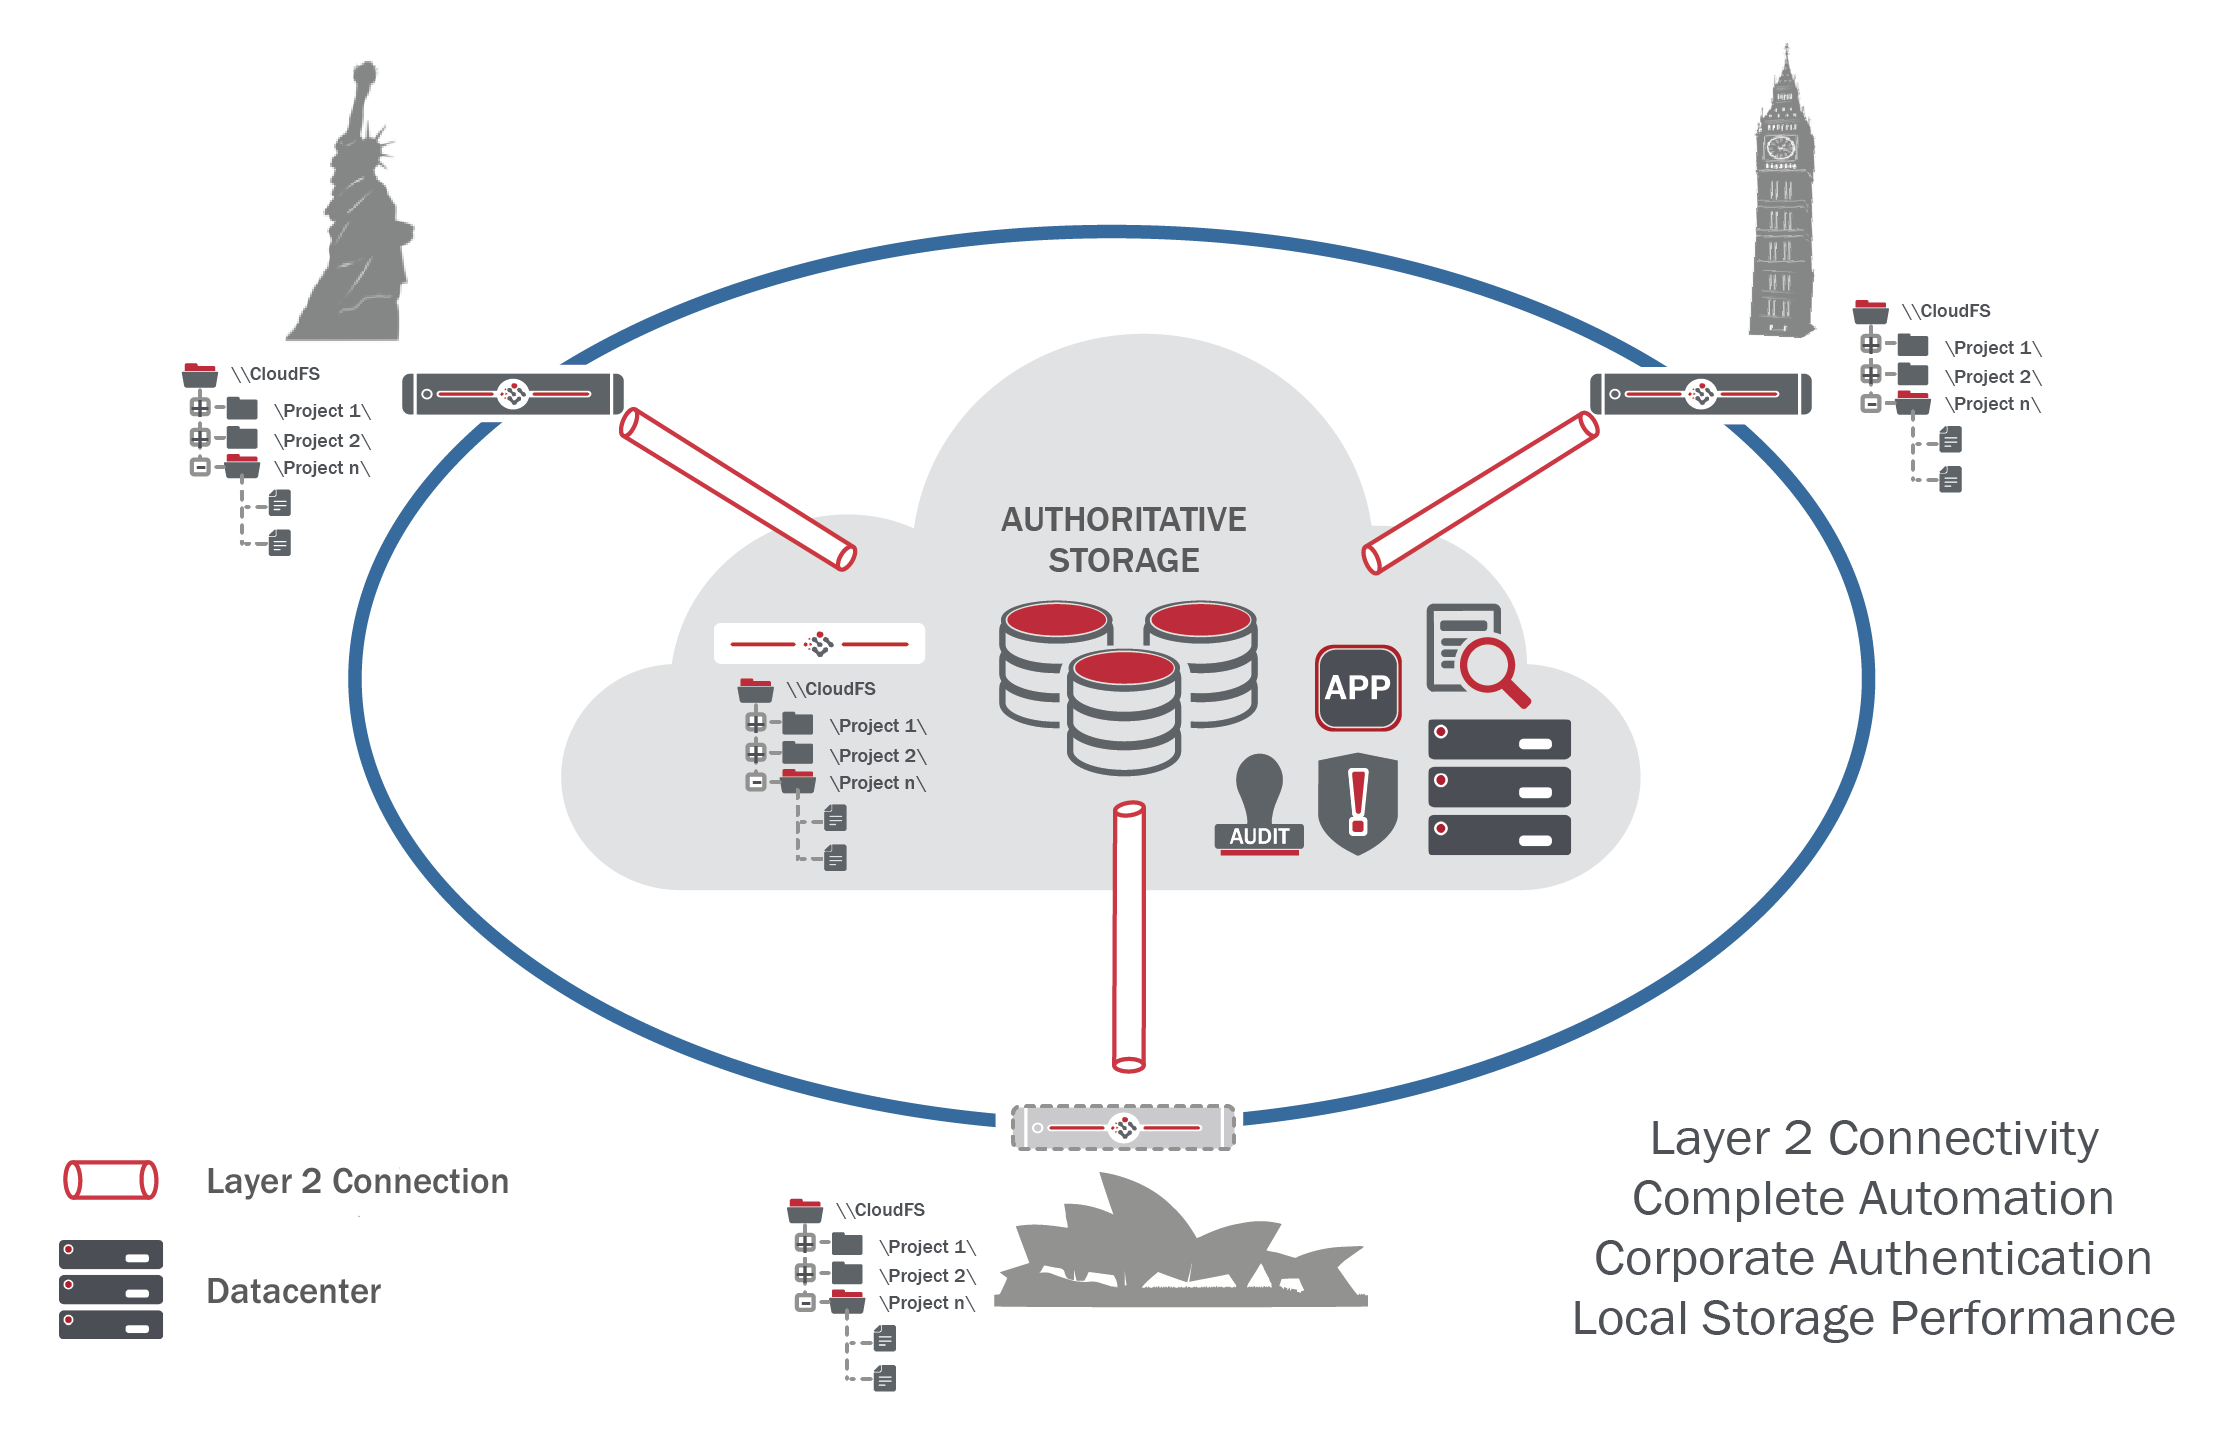 \\CloudFS
\Project 1\
\Project 2\
\Project n\
\\CloudFS
\Project 1\
\Project 2\
\Project n\
AUTHORITATIVE
STORAGE
\\CloudFS
\Project 1\
\Project 2\
\Project n\
APP
AUDIT
Layer 2 Connection
Datacenter
\\CloudFS
\Project 1\
\Project 2\
\Project n\
Layer 2 Connectivity
Complete Automation
Corporate Authentication
Local Storage Performance